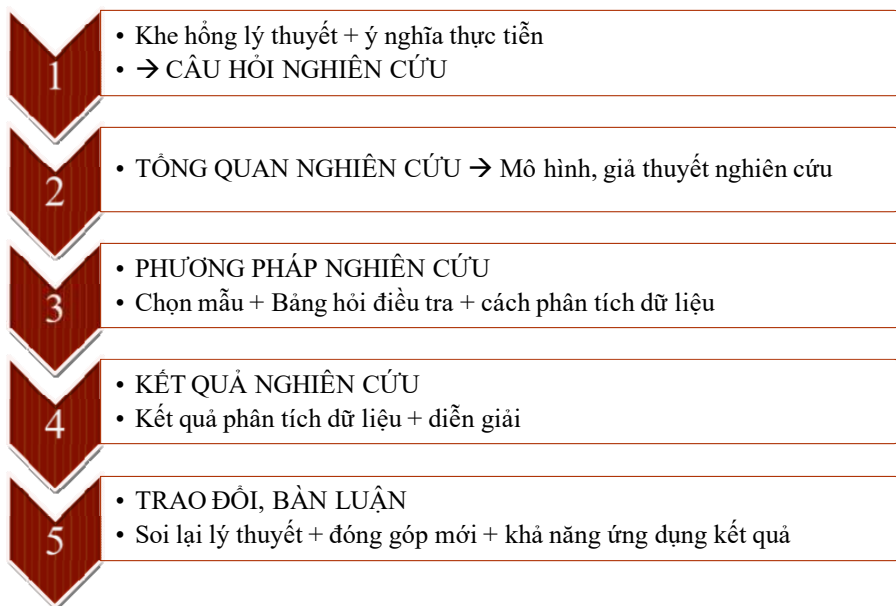 1
• Khe hổng lý thuyết + ý nghĩa thực tiễn
• → CÂU HỎI NGHIÊN CỨU
2
• TỔNG QUAN NGHIÊN CỨU → Mô hình, giả thuyết nghiên cứu
3
• PHƯƠNG PHÁP NGHIÊN CỨU
• Chọn mẫu + Bảng hỏi điều tra + cách phân tích dữ liệu
4
• KẾT QUẢ NGHIÊN CỨU
• Kết quả phân tích dữ liệu + diễn giải
5
• TRAO ĐỔI, BÀN LUẬN
• Soi lại lý thuyết + đóng góp mới + khả năng ứng dụng kết quả